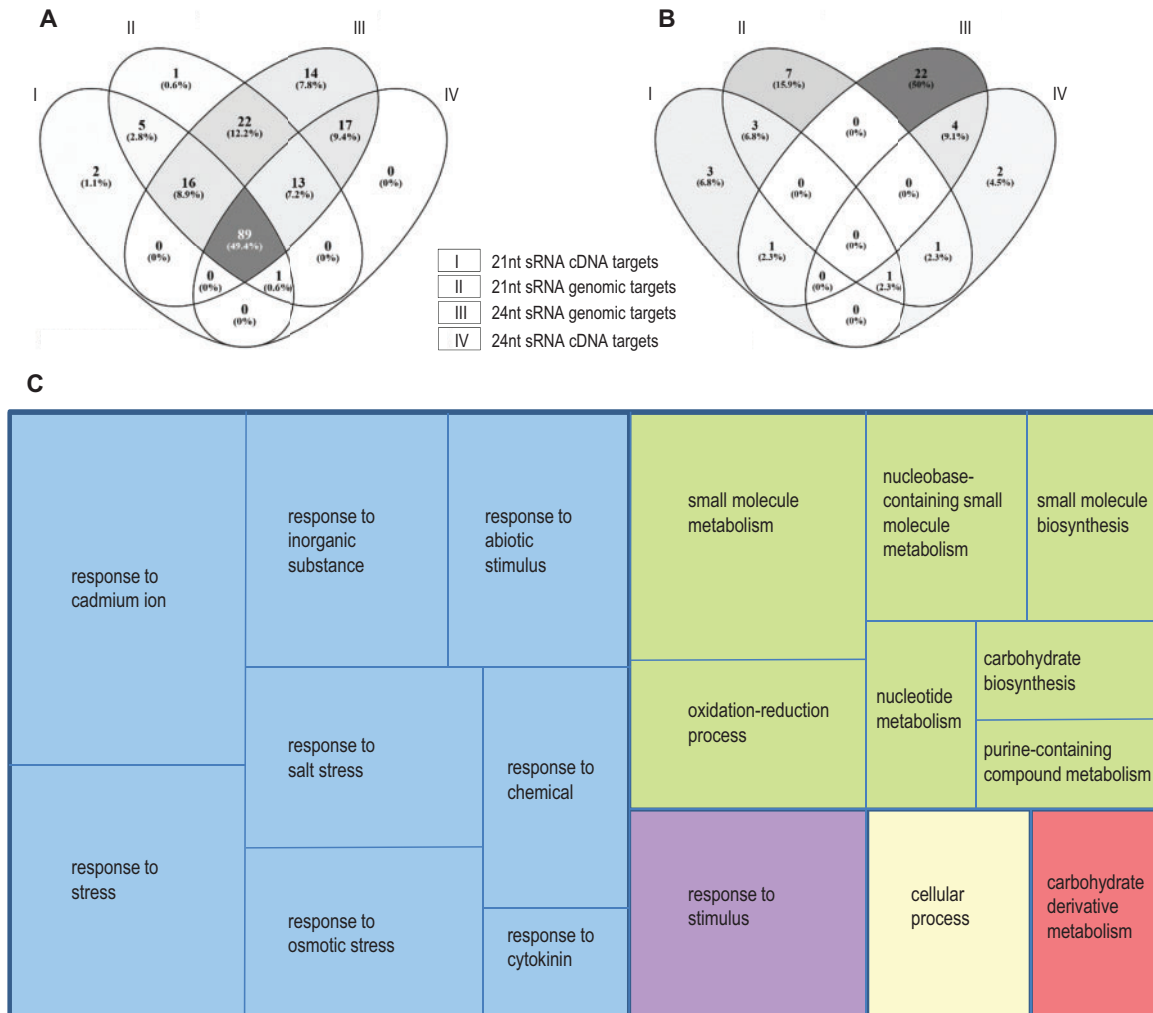 A
II
III
I
IV
1
(0.6%)
14
(7.8%)
5
(2.8%)
22
(12.2%)
17
(9.4%)
2
(1.1%)
0
(0%)
16
(8.9%)
13
(7.2%)
89
(49.4%)
0
(0%)
0
(0%)
0
(0%)
1
(0.6%)
0
(0%)
B
II
III
I
IV
7
(15.9%)
22
(50%)
3
(6.8%)
0
(0%)
4
(9.1%)
3
(6.8%)
2
(4.5%)
0
(0%)
0
(0%)
0
(0%)
1
(2.3%)
1
(2.3%)
0
(0%)
1
(2.3%)
0
(0%)
I 21nt sRNA cDNA targets
II 21nt sRNA genomic targets
III 24nt sRNA genomic targets
IV 24nt sRNA cDNA targets
C
response to
cadmium ion
response to
inorganic
substance
response to
abiotic
stimulus
response to
stress
response to
salt stress
response to
chemical
response to
osmotic stress
response to
cytokinin
small molecule
metabolism
nucleobase-
containing small
molecule
metabolism
small molecule
biosynthesis
oxidation-reduction
process
nucleotide
metabolism
carbohydrate
biosynthesis
purine-containing
compound metabolism
response to
stimulus
cellular
process
carbohydrate
derivative
metabolism